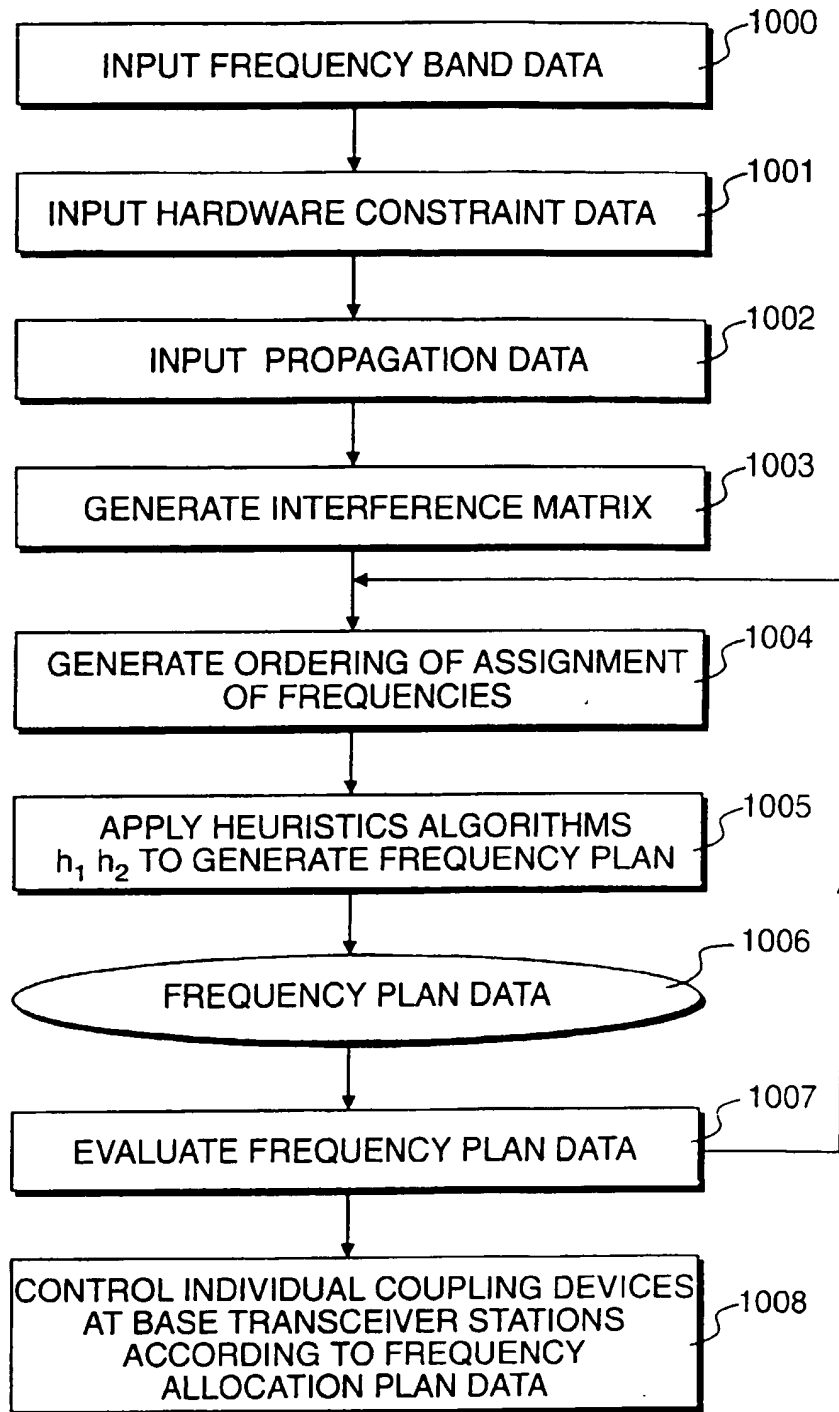 1000
INPUT FREQUENCY BAND DATA
1001
INPUT HARDWARE CONSTRAINT DATA
1002
INPUT PROPAGATION DATA
1003
GENERATE INTERFERENCE MATRIX
1004
GENERATE ORDERING OF ASSIGNMENT
OF FREQUENCIES
1005
APPLY HEURISTICS ALGORITHMS
h₁ h₂ TO GENERATE FREQUENCY PLAN
1006
FREQUENCY PLAN DATA
1007
EVALUATE FREQUENCY PLAN DATA
CONTROL INDIVIDUAL COUPLING DEVICES
AT BASE TRANSCEIVER STATIONS
1008
ACCORDING TO FREQUENCY
ALLOCATION PLAN DATA